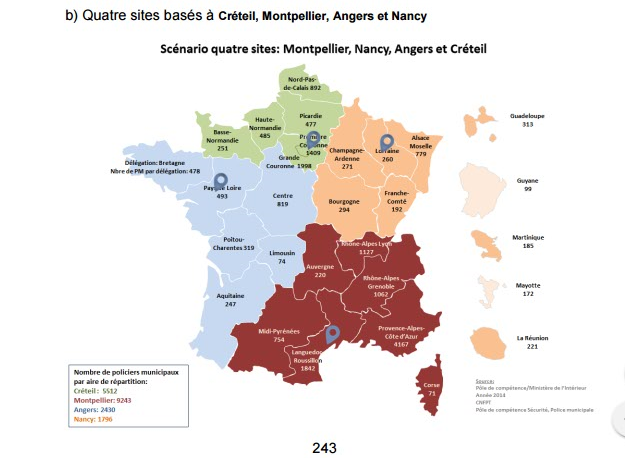 b) Quatre sites basés à Créteil, Montpellier, Angers et Nancy
Scénario quatre sites: Montpellier, Nancy, Angers et Créteil
Nord-Pas-
de-Calais 892
Picardie
477
Haute-
Normandie
485
Basse-
Normandie
251
Première
Couronne
1409
Grande
Couronne 1998
Champagne-
Ardenne
271
Lorraine
260
Alsace
Moselle
779
Délégation: Bretagne
Nbre de PM par délégation: 478
Loire
493
Centre
819
Bourgogne
294
Franche-
Comté
192
Poitou-
Charentes 319
Limousin
74
Auvergne
220
Rhône-Alpes Lyon
1127
Rhône-Alpes
Grenoble
1062
Aquitaine
247
Midi-Pyrénées
754
Languedoc
Roussillon
1842
Provence-Alpes-
Côte d'Azur
4167
Corse
71
Guadeloupe
313
Guyane
99
Martinique
185
Mayotte
172
La Réunion
221
Nombre de policiers municipaux
par aire de répartition:
Créteil : 5512
Montpellier: 9243
Angers: 2430
Nancy: 1796
Source:
Pôle de compétence/Ministère de l'Intérieur
Année 2014
CNFPT
Pôle de compétence Sécurité, Police municipale
243